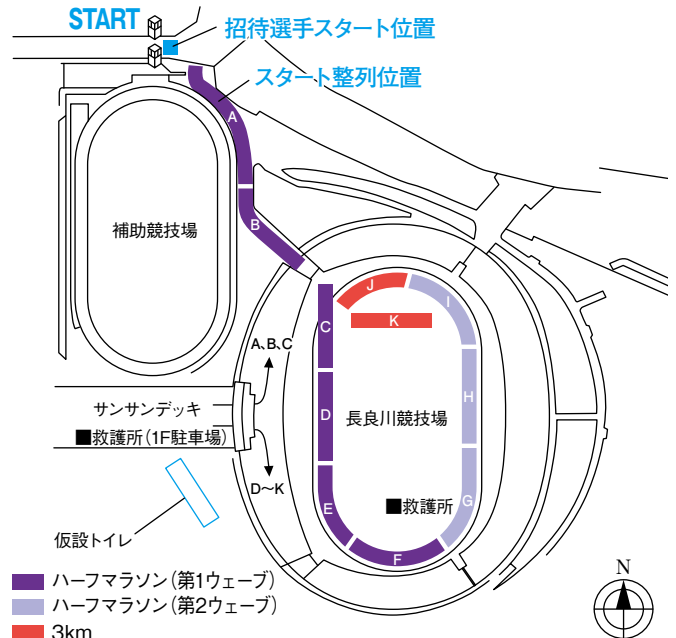 START
招待選手スタート位置
スタート整列位置
A
B
補助競技場
J
I
K
C
A、B、C
H
サンサンデッキ
D
長良川競技場
■救護所(1F駐車場)
D〜K
E
■救護所
G
仮設トイレ
F
ハーフマラソン(第1ウェーブ)
ハーフマラソン(第2ウェーブ)
3km
N